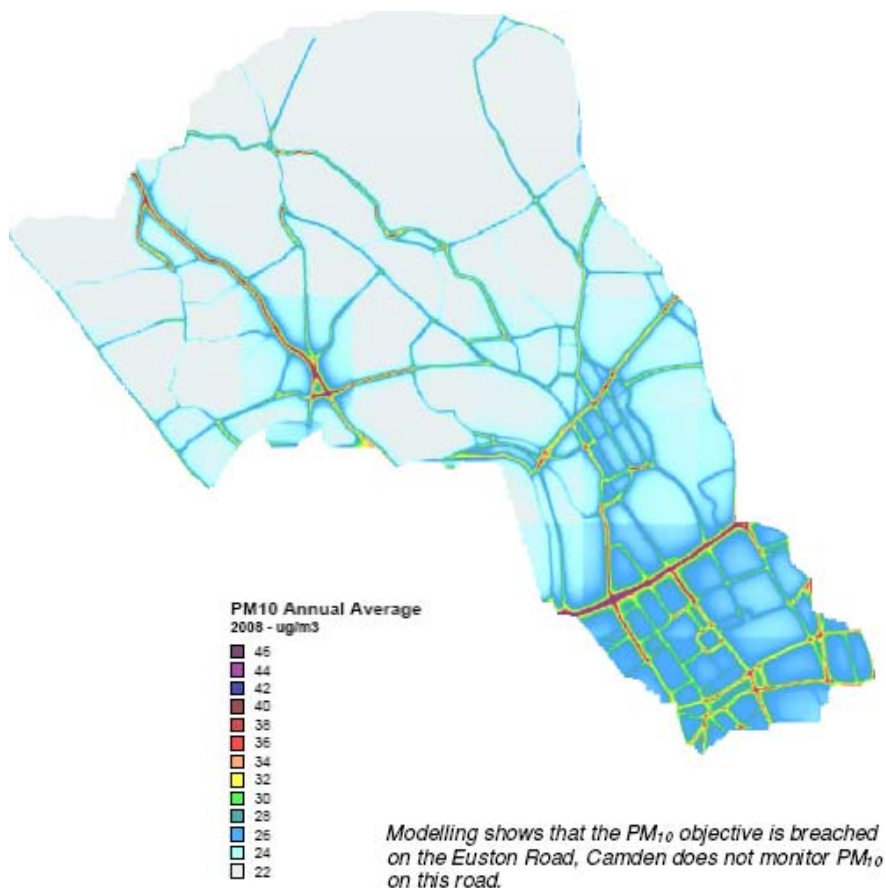 PM10 Annual Average
2008 - ug/m3
46
44
42
40
38
36
34
32
30
28
26
24
22
Modelling shows that the PM₁₀ objective is breached
on the Euston Road, Camden does not monitor PM₁₀
on this road.